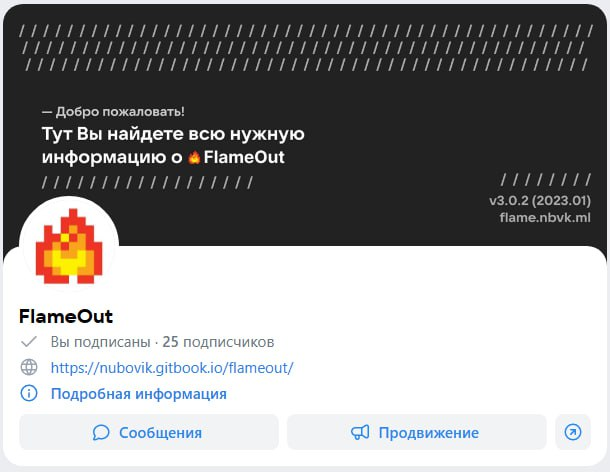 / / / / / / / / / / / / / / / / / / / / / / / / / / / / / / / / / / / / / / /
/ / / / / / / / / / / / / / / / / / / / / / / / / / / / / / / / / / / / / /
/ / / / / / / / / / / / / / / / / / / / / / / / / / / / / / / / / / / / / /
— Добро пожаловать!
Тут Вы найдете всю нужную
информацию о 🔥FlameOut
/ / / / / / / / / / / / / / / / / /
/ / / / / / / /
v3.0.2 (2023.01)
flame.nbvk.ml
FlameOut
Вы подписаны · 25 подписчиков
https://nubovik.gitbook.io/flameout/
Подробная информация
Сообщения
Продвижение